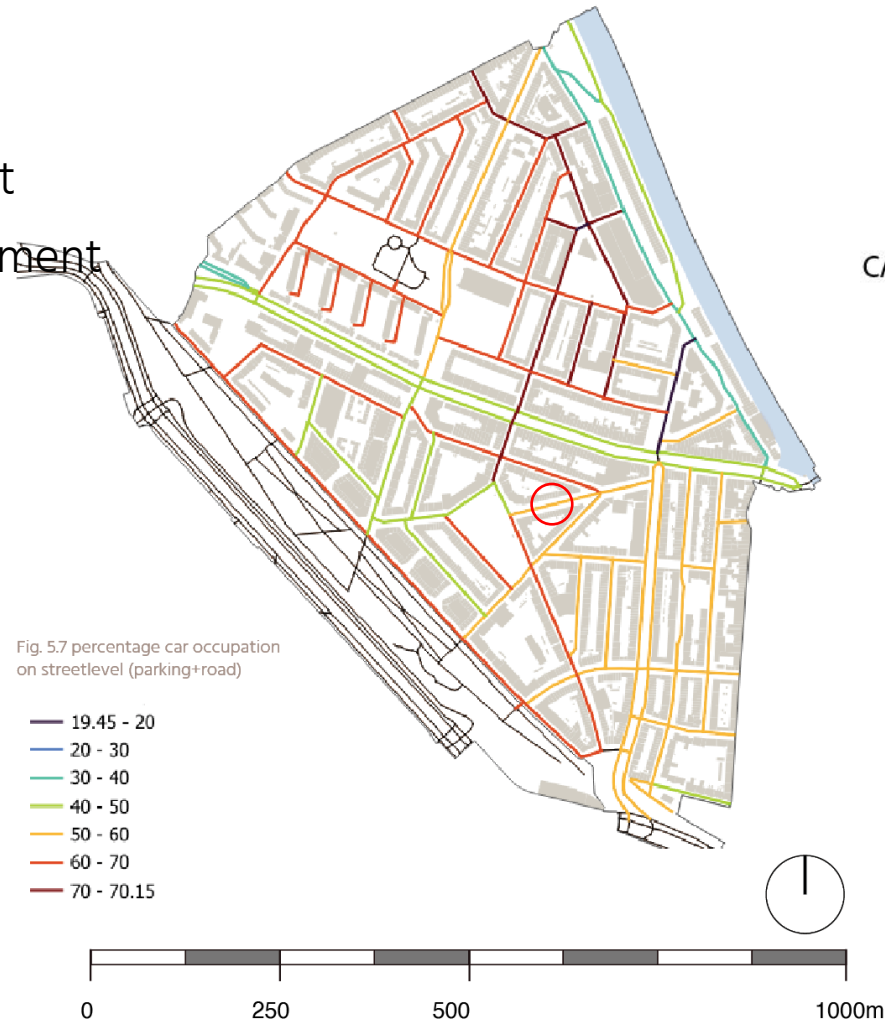 t
ment
C
Fig. 5.7 percentage car occupation
on streetlevel (parking+road)
19.45 - 20
20 - 30
30 - 40
40 - 50
50 - 60
60 - 70
70 - 70.15
0 250 500 1000m